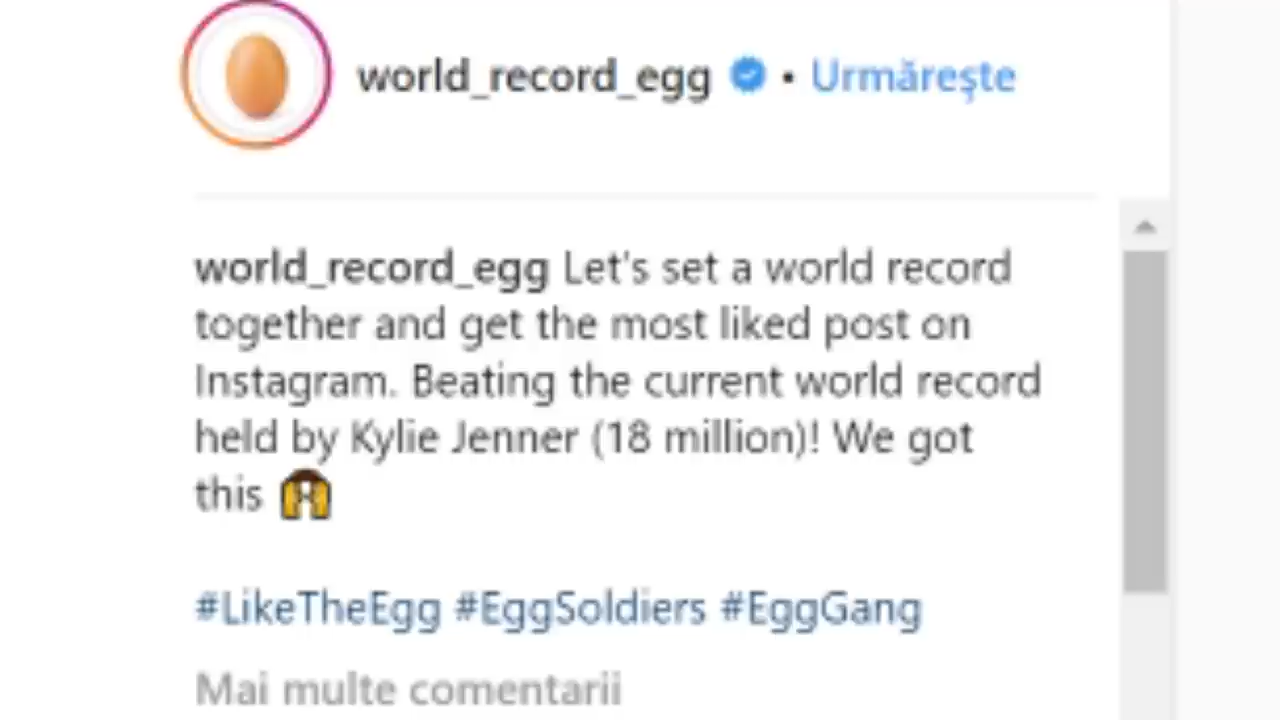 world_record_egg • Urmărește
world_record_egg Let's set a world record
together and get the most liked post on
Instagram. Beating the current world record
held by Kylie Jenner (18 million)! We got
this 🙌
#LikeTheEgg #EggSoldiers #EggGang
Mai multe comentarii